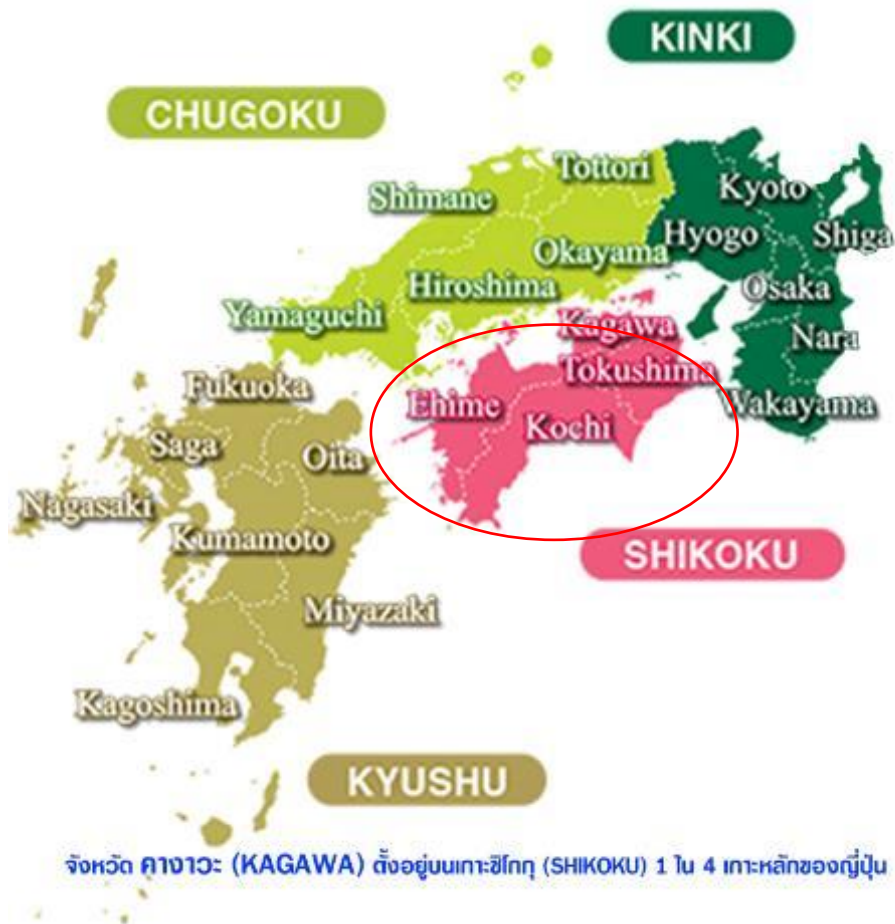 KINKI
CHUGOKU
Tottori
Kyoto
Shimane
Hyogo
Shiga
Okayama
Hiroshima
Osaka
Yamaguchi
Kagawa
Nara
Fukuoka
Tokushima
Ehime
Wakayama
Kochi
Saga
Oita
Nagasaki
Kumamoto
SHIKOKU
Miyazaki
Kagoshima
KYUSHU
จังหวัด คางาวะ (KAGAWA) ตั้งอยู่บนเกาะชิโกกุ (SHIKOKU) 1 ใน 4 เกาะหลักของญี่ปุ่น